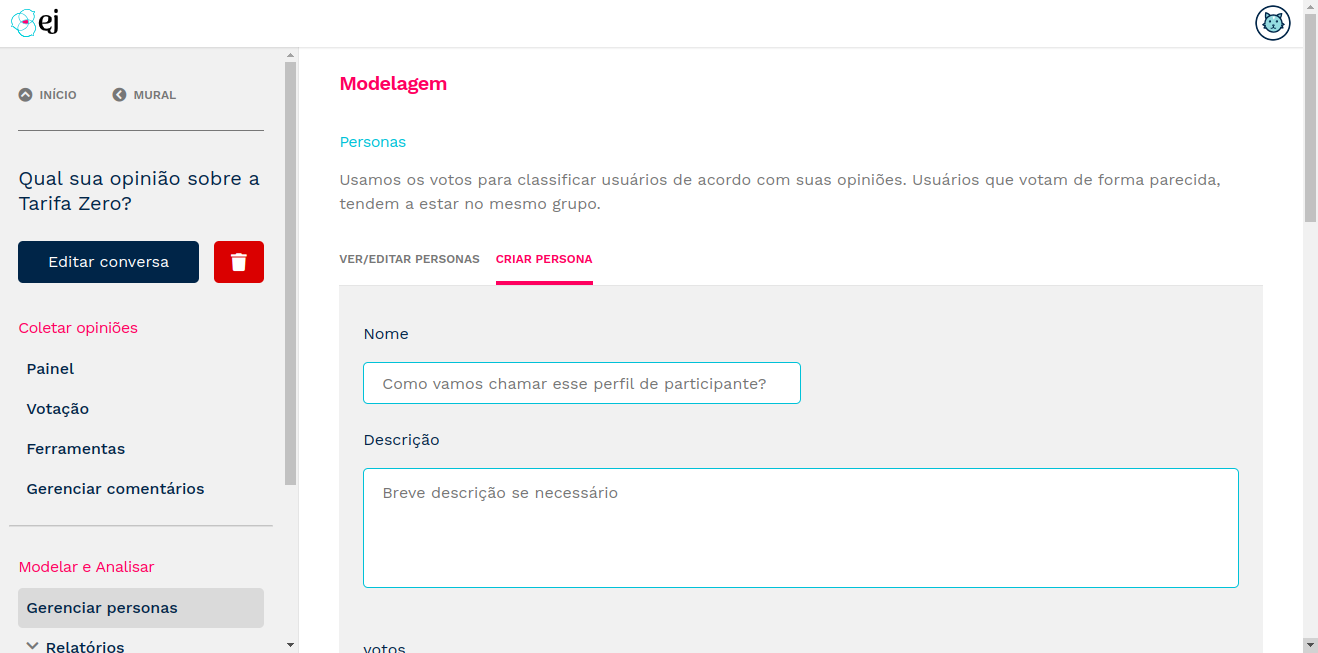 ej
INÍCIO
MURAL
Qual sua opinião sobre a
Tarifa Zero?
Editar conversa
Coletar opiniões
Painel
Votação
Ferramentas
Gerenciar comentários
Modelar e Analisar
Gerenciar personas
Relatórios
Modelagem
Personas
Usamos os votos para classificar usuários de acordo com suas opiniões. Usuários que votam de forma parecida,
tendem a estar no mesmo grupo.
VER/EDITAR PERSONAS
CRIAR PERSONA
Nome
Como vamos chamar esse perfil de participante?
Descrição
Breve descrição se necessário
votos